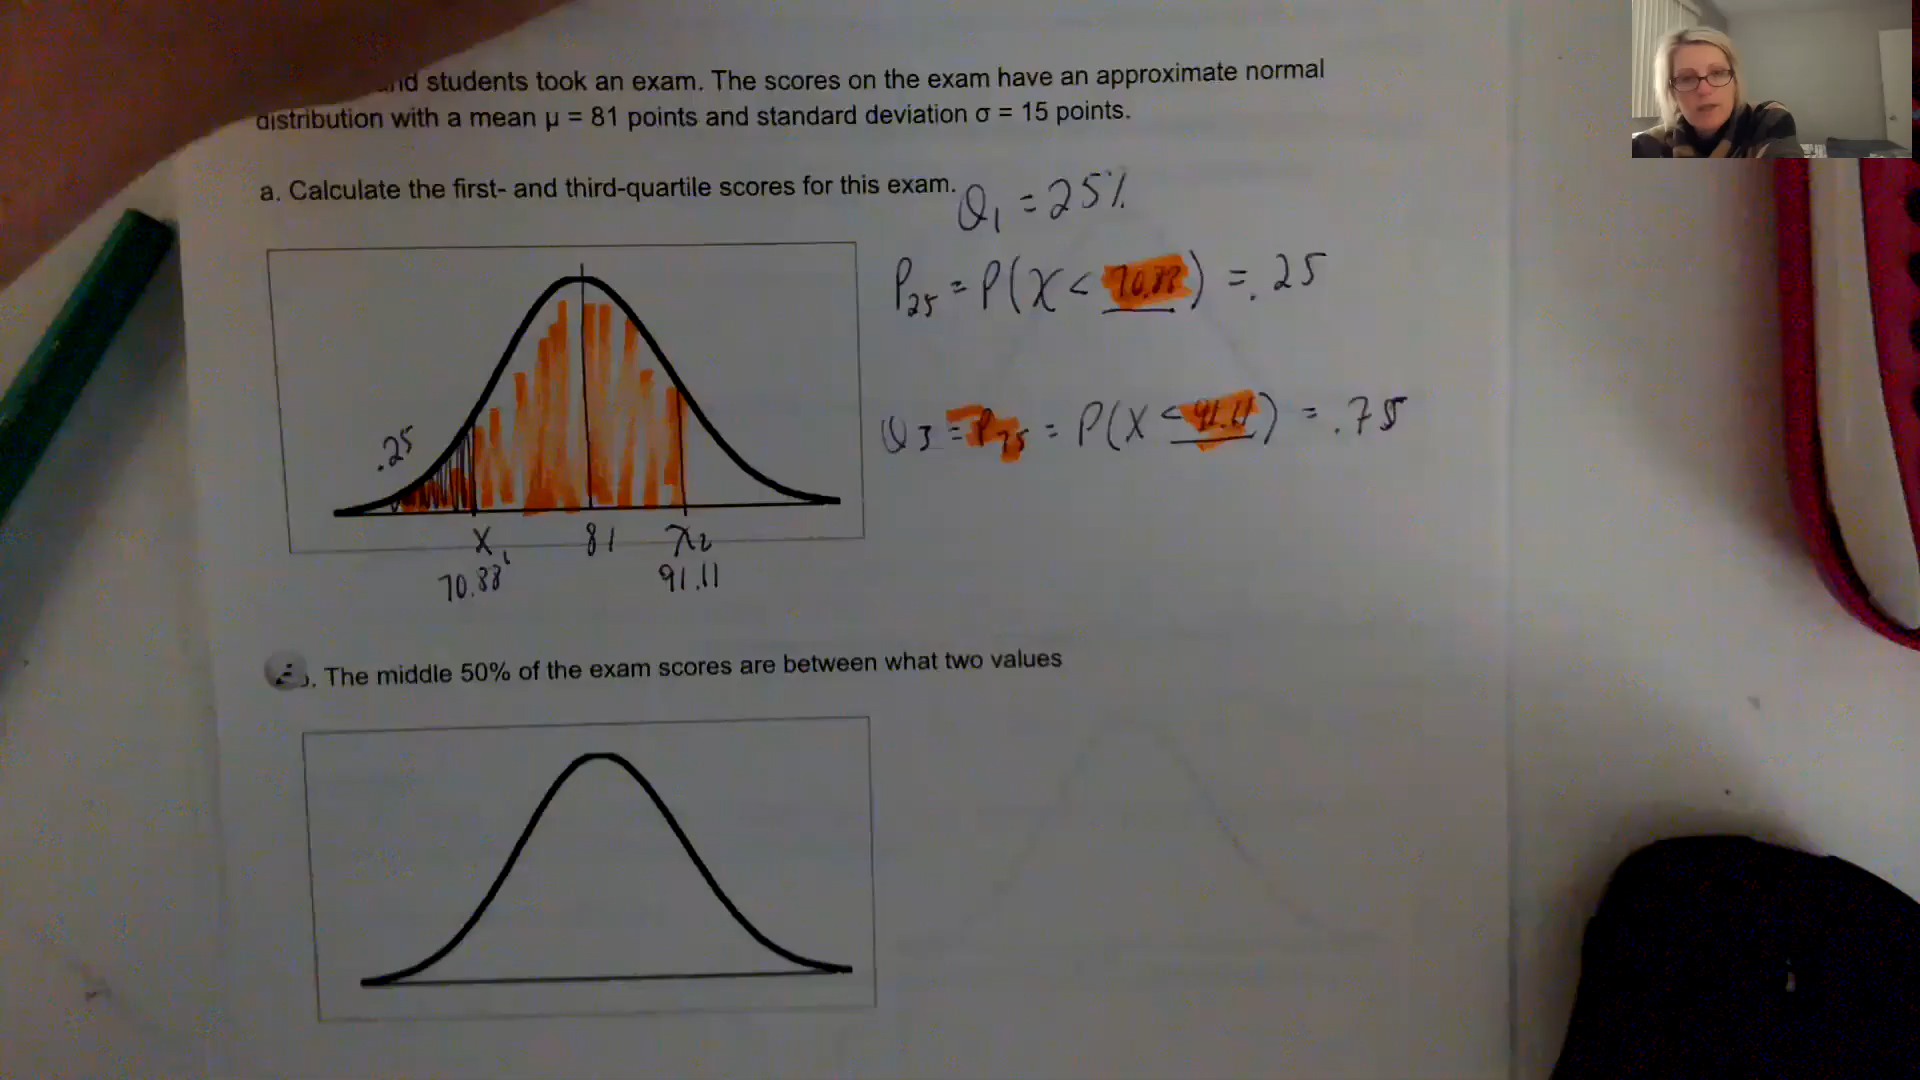 students took an exam. The scores on the exam have an approximate normal
distribution with a mean µ = 81 points and standard deviation σ = 15 points.
a. Calculate the first- and third-quartile scores for this exam.
Q1 = 25%
P25 = P(X < 70.88) = .25
Q3 = P75 = P(X < 91.11) = .75
.25
X1 81 X2
70.88 91.11
. The middle 50% of the exam scores are between what two values